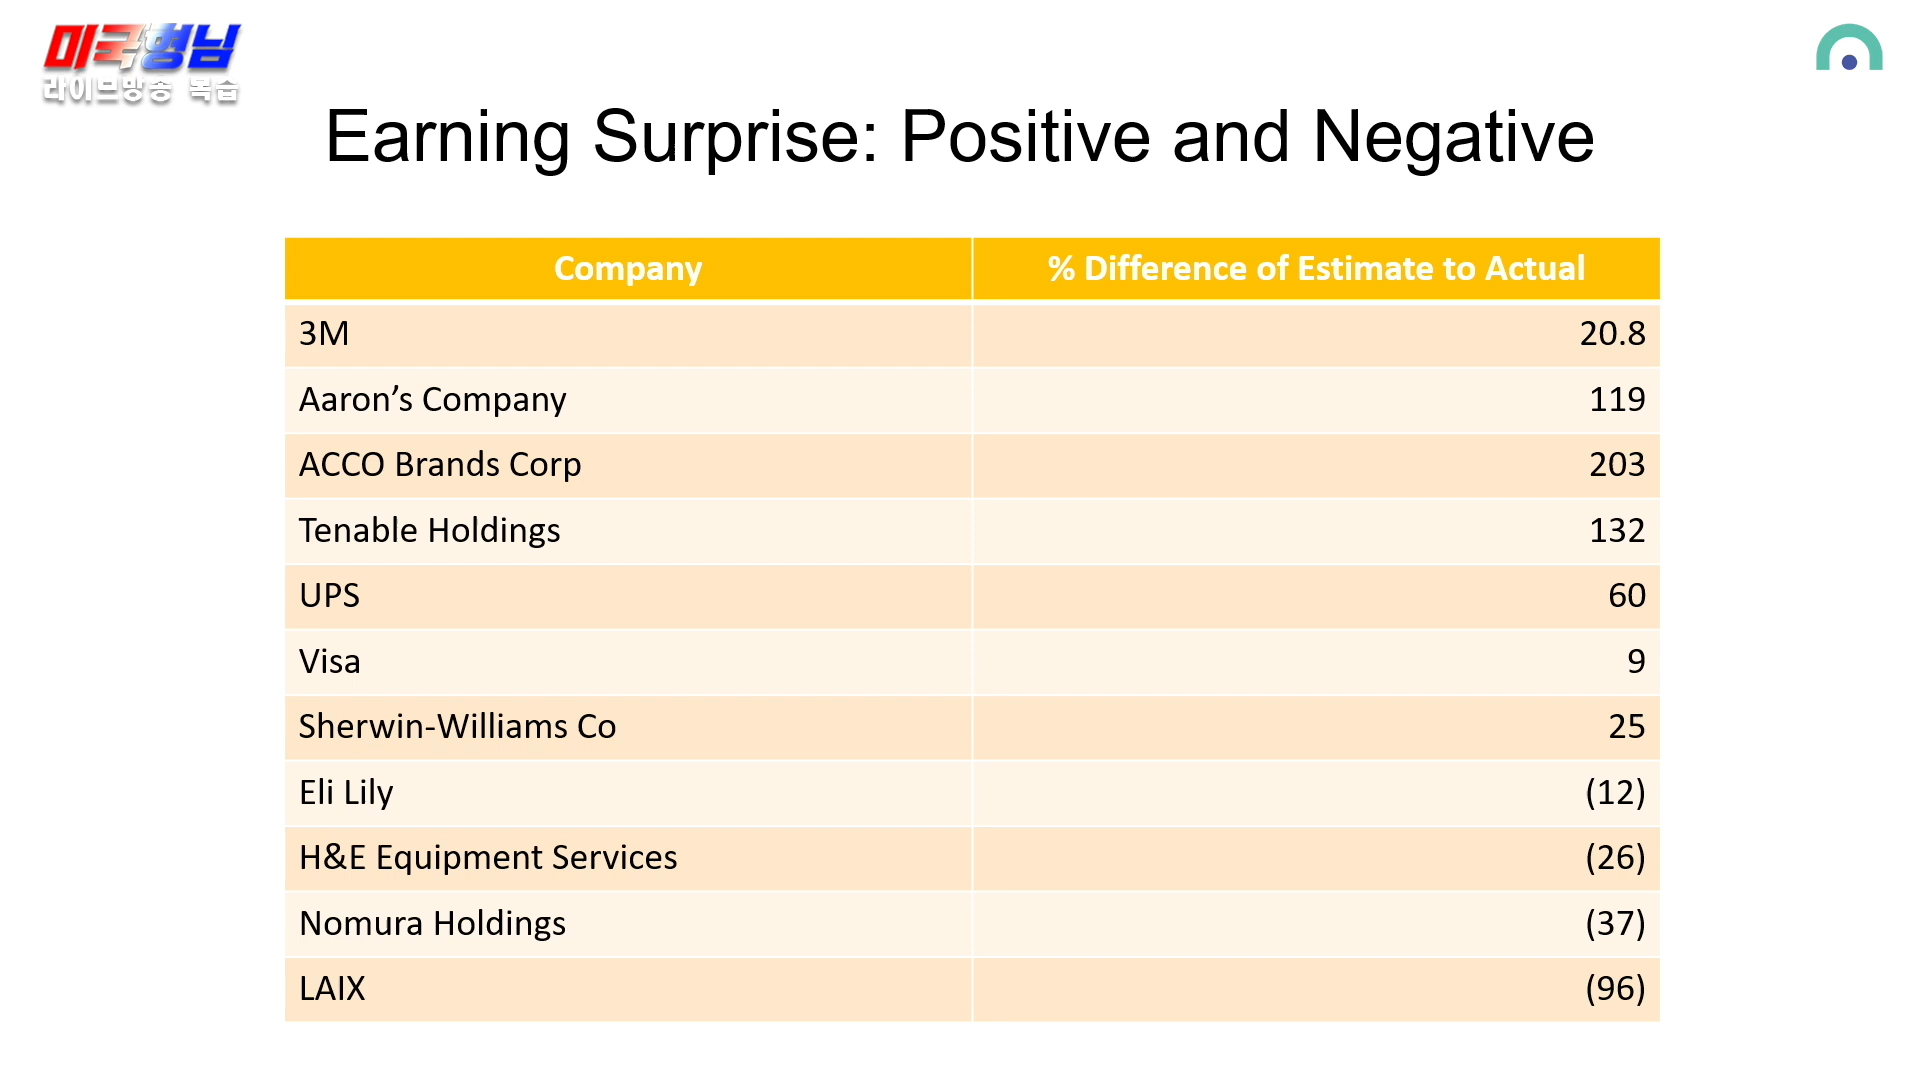 미국형님
라이브방송 복습
Earning Surprise: Positive and Negative
Company % Difference of Estimate to Actual
3M 20.8
Aaron’s Company 119
ACCO Brands Corp 203
Tenable Holdings 132
UPS 60
Visa 9
Sherwin-Williams Co 25
Eli Lily (12)
H&E Equipment Services (26)
Nomura Holdings (37)
LAIX (96)